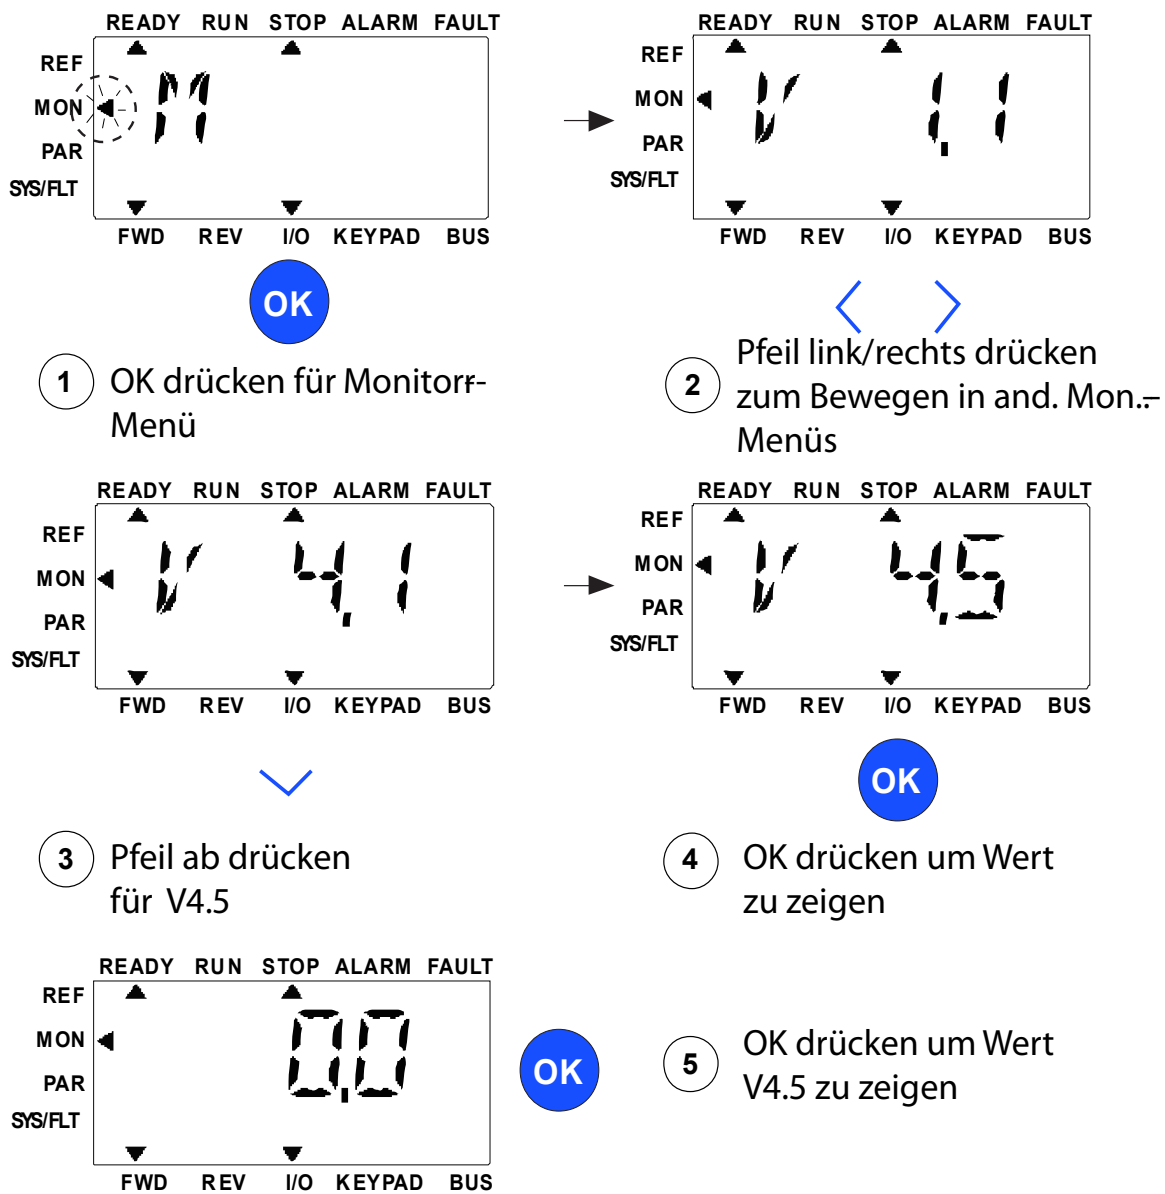 READY RUN STOP ALARM FAULT
REF
MON M
PAR
SYS/FLT
FWD REV I/O KEYPAD BUS
OK
1 OK drücken für Monitorr-
Menü
READY RUN STOP ALARM FAULT
REF
MON V 1.1
PAR
SYS/FLT
FWD REV I/O KEYPAD BUS
2 Pfeil link/rechts drücken
zum Bewegen in and. Mon.-
Menüs
READY RUN STOP ALARM FAULT
REF
MON V 4.1
PAR
SYS/FLT
FWD REV I/O KEYPAD BUS
3 Pfeil ab drücken
für V4.5
READY RUN STOP ALARM FAULT
REF
MON V 4.5
PAR
SYS/FLT
FWD REV I/O KEYPAD BUS
OK
4 OK drücken um Wert
zu zeigen
READY RUN STOP ALARM FAULT
REF
MON 0.0
PAR
SYS/FLT
FWD REV I/O KEYPAD BUS
OK
5 OK drücken um Wert
V4.5 zu zeigen